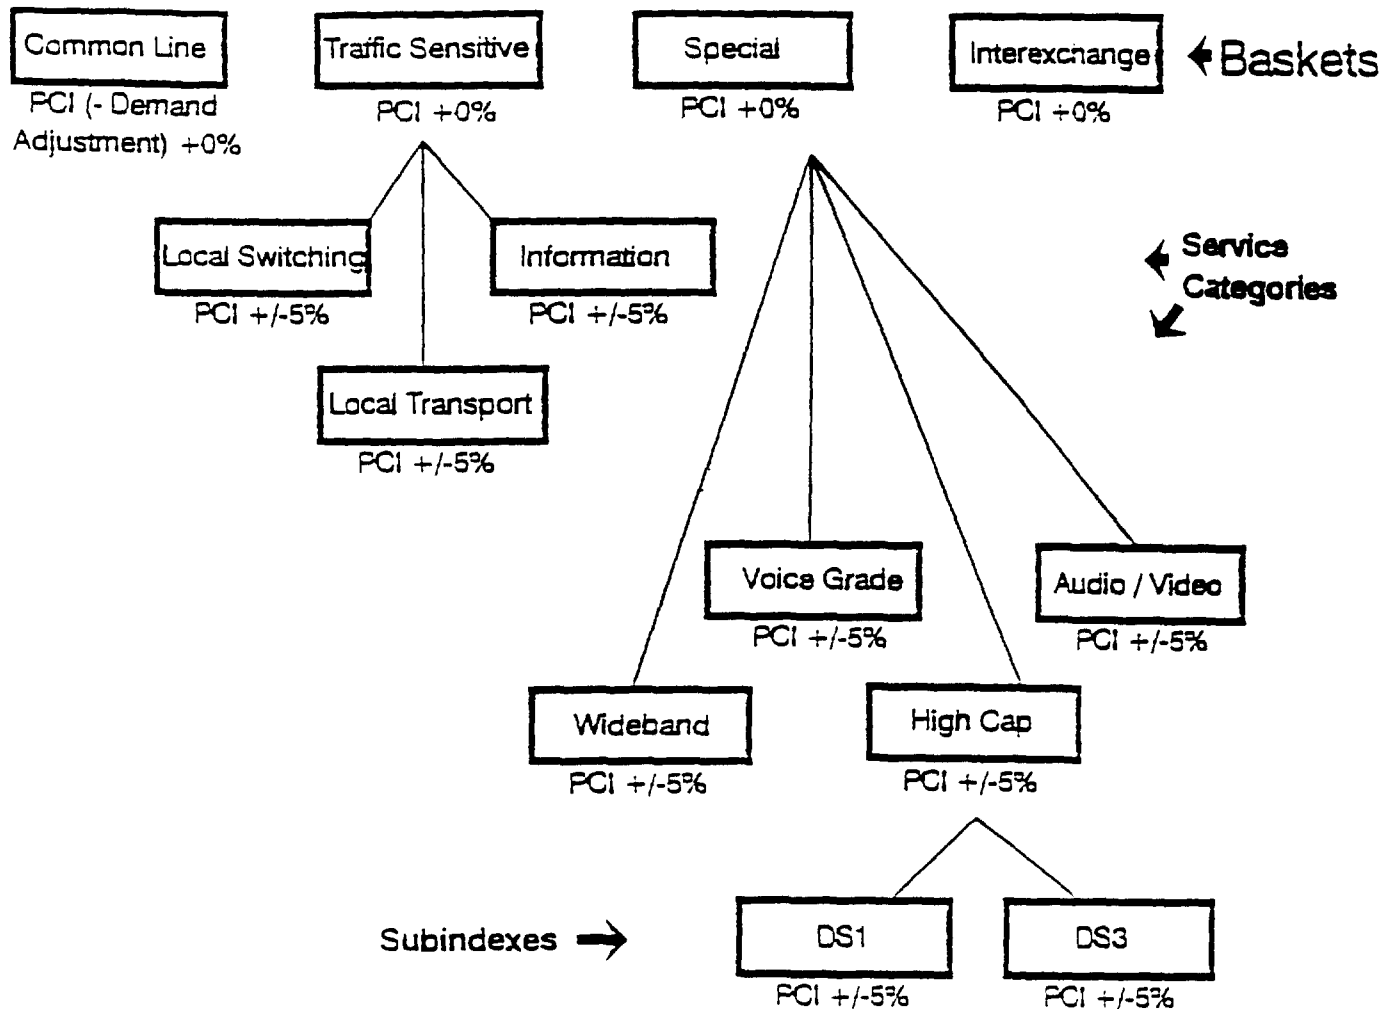 Common Line
PCI (- Demand
Adjustment) +0%
Traffic Sensitive
PCI +0%
Special
PCI +0%
Interexchange
PCI +0%
Baskets
Local Switching
PCI +/-5%
Information
PCI +/-5%
Local Transport
PCI +/-5%
Service
Categories
Voice Grade
PCI +/-5%
Audio / Video
PCI +/-5%
Wideband
PCI +/-5%
High Cap
PCI +/-5%
Subindexes
DS1
PCI +/-5%
DS3
PCI +/-5%